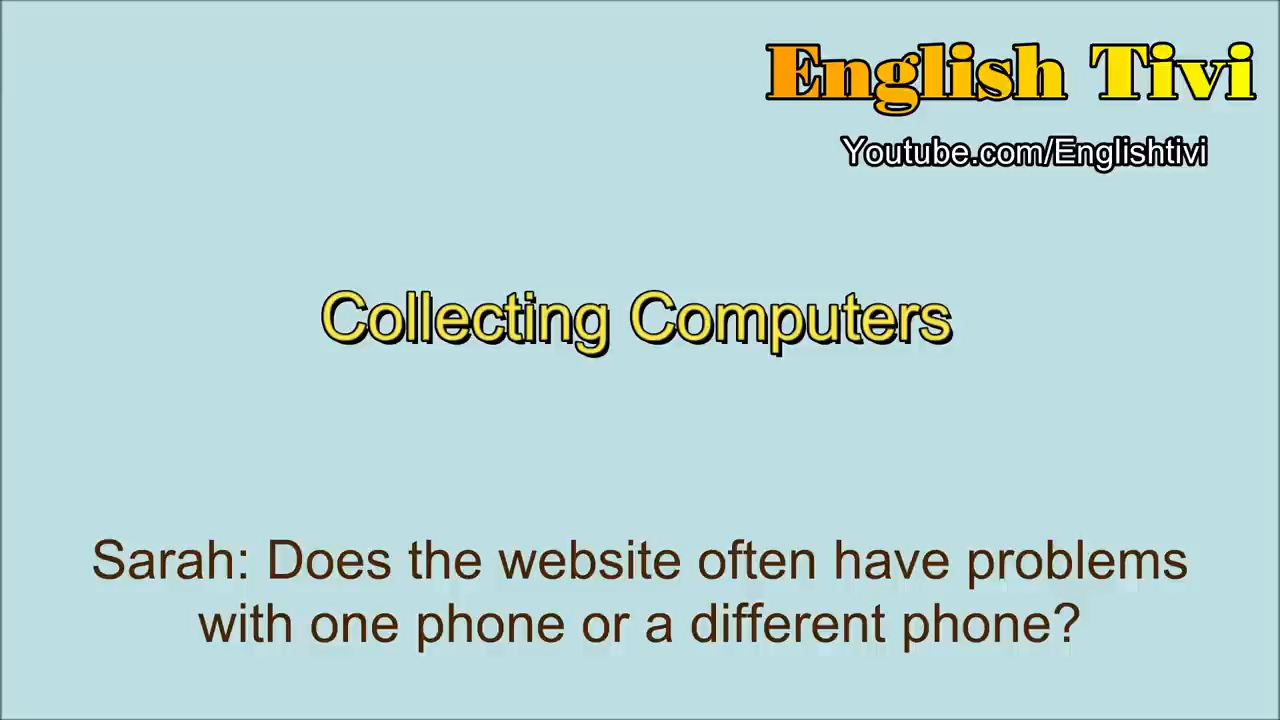 English Tivi
Youtube.com/Englishtivi
Collecting Computers
Sarah: Does the website often have problems
with one phone or a different phone?